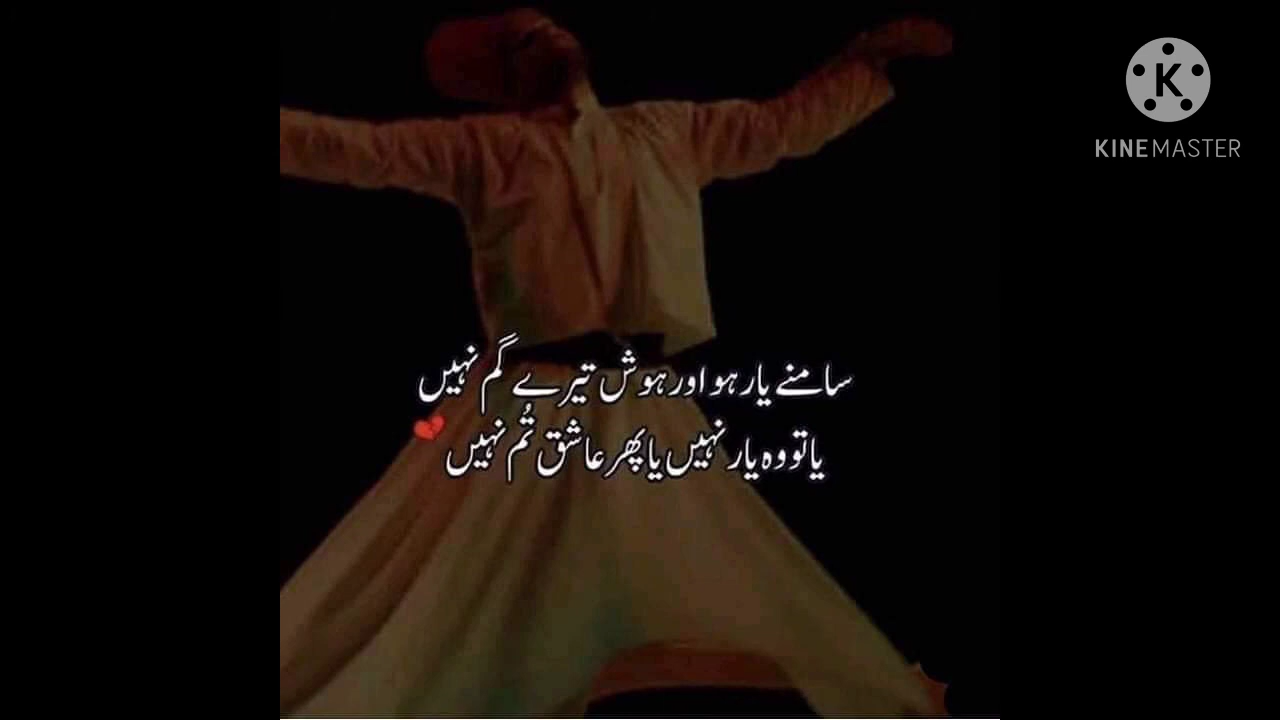 K
KINEMASTER
سامنے یار ہو اور ہوش تیرے گم نہیں
یا تو وہ یار نہیں یا پھر عاشق تُم نہیں